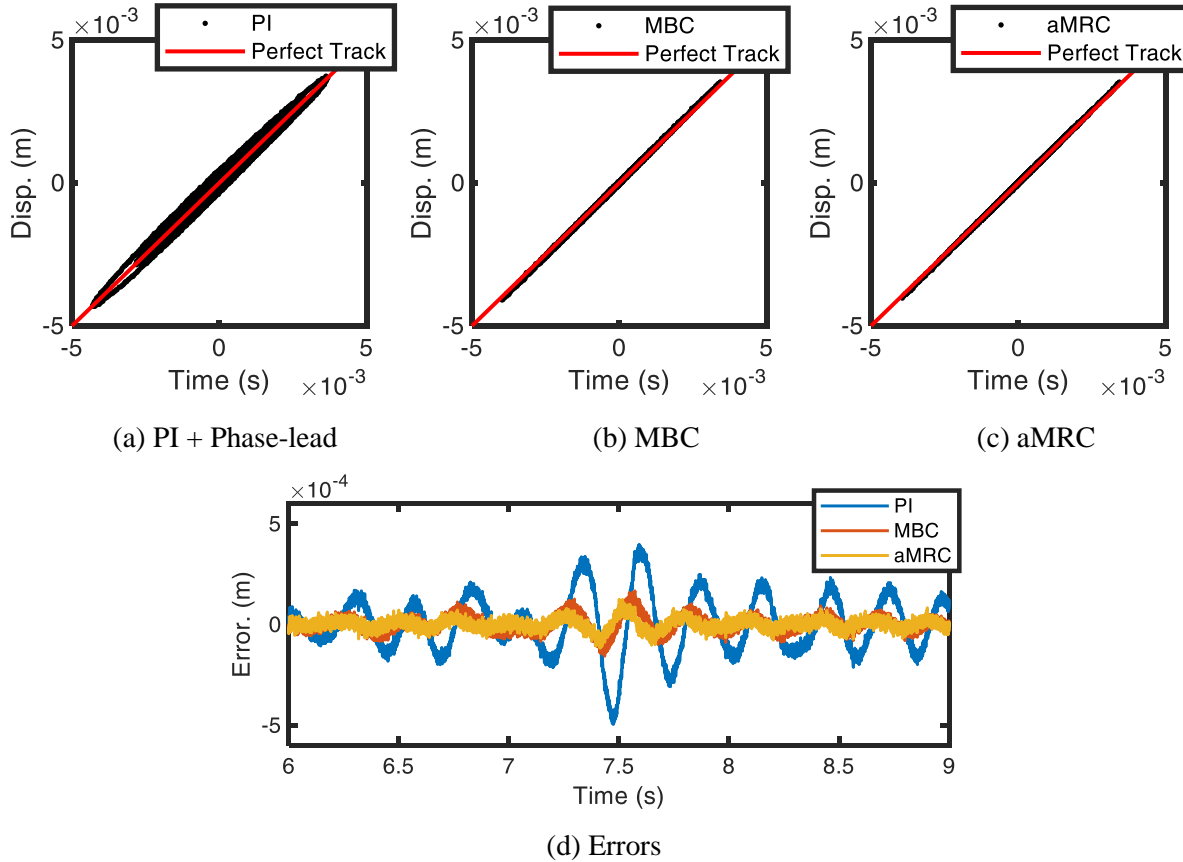 ×10-3
PI
Perfect Track
5
0
-5
Disp. (m)
-5
0
5
Time (s)
×10-3
(a) PI + Phase-lead
×10-3
MBC
Perfect Track
5
0
-5
Disp. (m)
-5
0
5
Time (s)
×10-3
(b) MBC
×10-3
aMRC
Perfect Track
5
0
-5
Disp. (m)
-5
0
5
Time (s)
×10-3
(c) aMRC
×10-4
PI
MBC
aMRC
5
0
-5
Error. (m)
6
6.5
7
7.5
8
8.5
9
Time (s)
(d) Errors